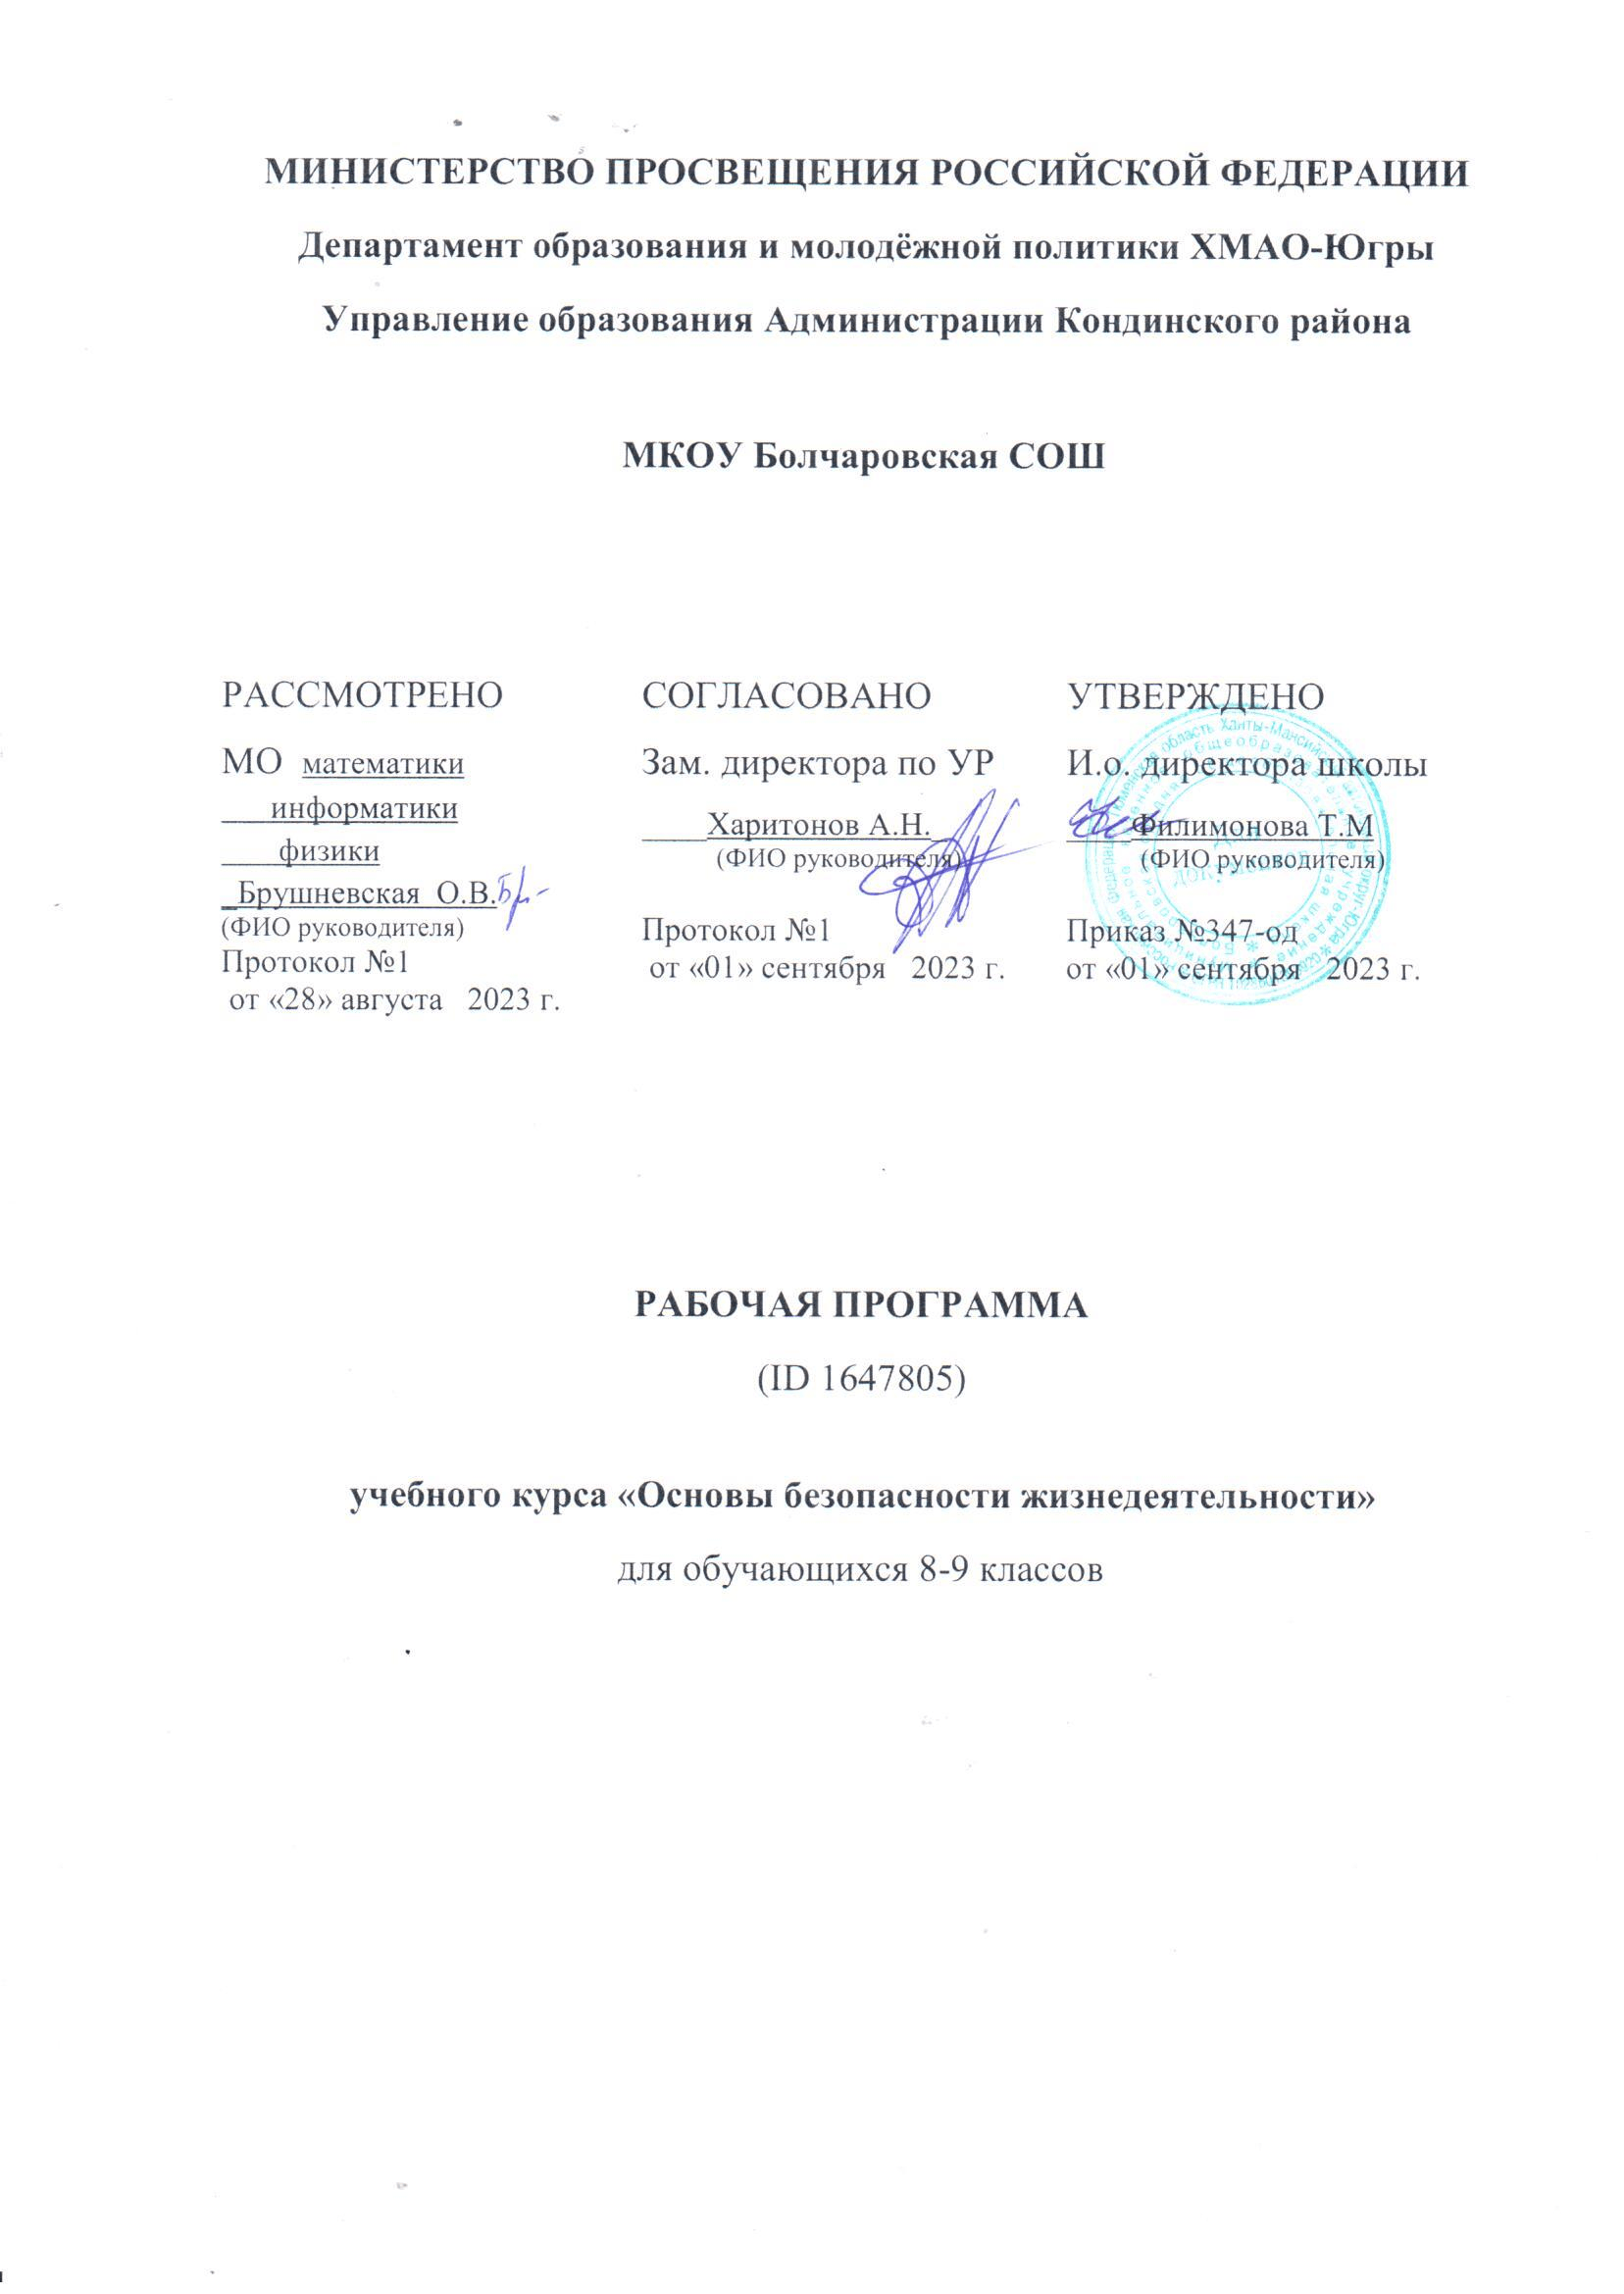 МИНИСТЕРСТВО ПРОСВЕЩЕНИЯ РОССИЙСКОЙ ФЕДЕРАЦИИ
Департамент образования и молодёжной политики ХМАО-Югры
Управление образования Администрации Кондинского района
МКОУ Болчаровская СОШ
РАССМОТРЕНО
МО математики
информатики
физики
Брушневская О.В.
(ФИО руководителя)
Протокол №1
от «28» августа 2023 г.
СОГЛАСОВАНО
Зам. директора по УР
Харитонов А.Н.
(ФИО руководителя)
Протокол №1
от «01» сентября 2023 г.
УТВЕРЖДЕНО
И.о. директора школы
Филимонова Т.М
(ФИО руководителя)
Приказ №347-од
от «01» сентября 2023 г.
РАБОЧАЯ ПРОГРАММА
(ID 1647805)
учебного курса «Основы безопасности жизнедеятельности»
для обучающихся 8-9 классов